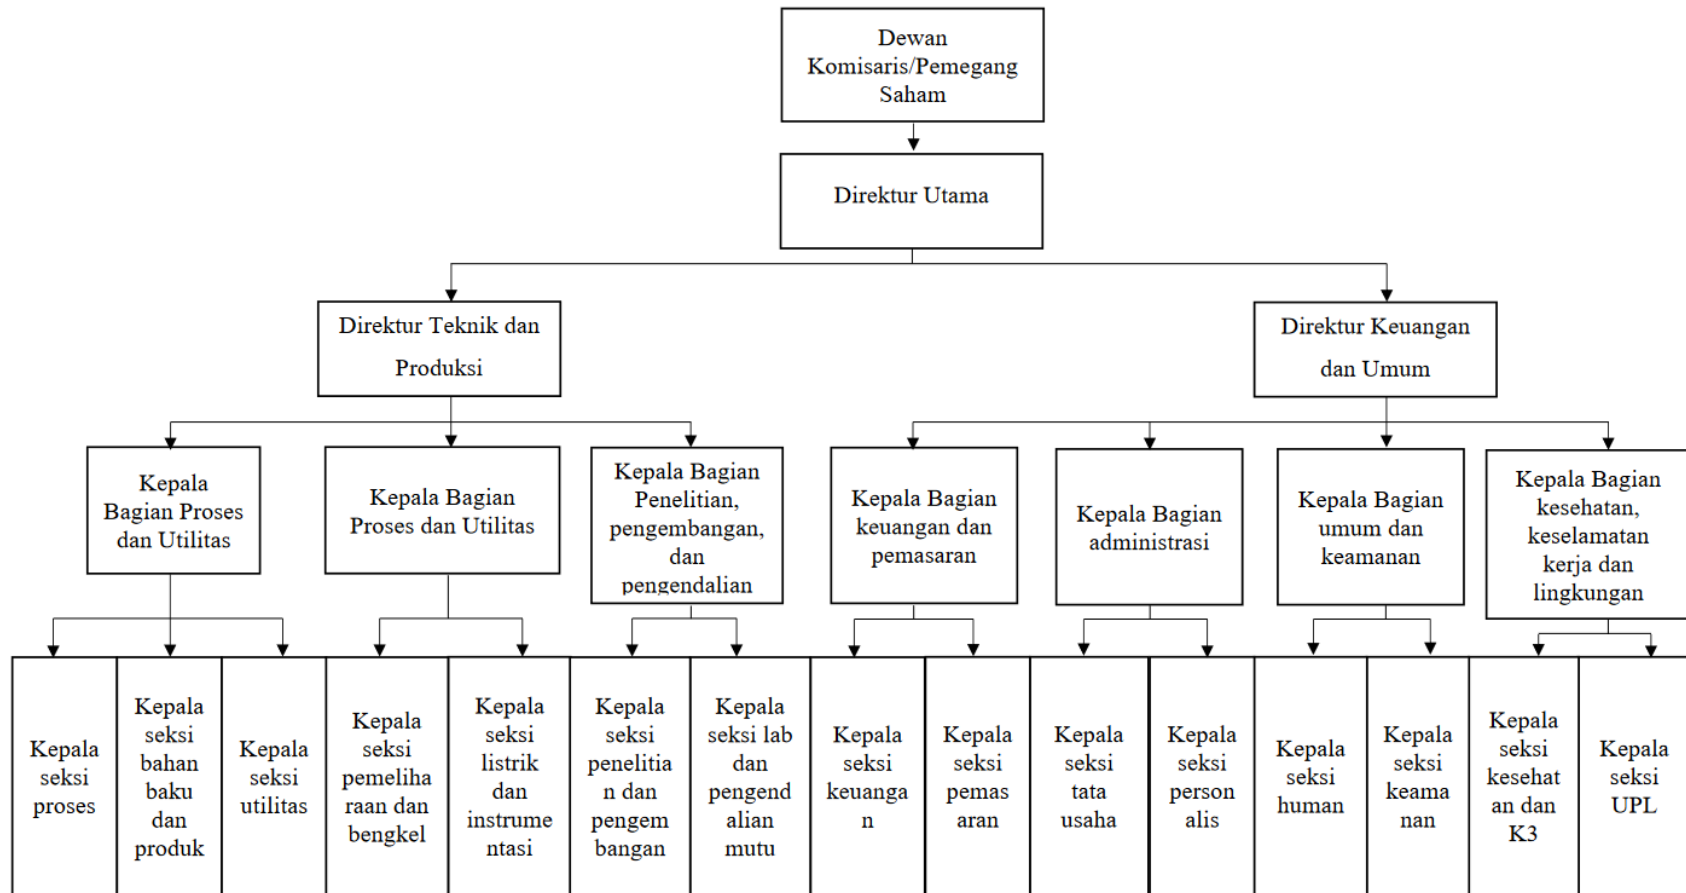 Dewan
Komisaris/Pemegang
Saham
Direktur Utama
Direktur Teknik dan
Produksi
Direktur Keuangan
dan Umum
Kepala
Bagian Proses
dan Utilitas
Kepala Bagian
Proses dan Utilitas
Kepala Bagian
Penelitian,
pengembangan,
dan
pengendalian
Kepala Bagian
keuangan dan
pemasaran
Kepala Bagian
administrasi
Kepala Bagian
umum dan
keamanan
Kepala Bagian
kesehatan,
keselamatan
kerja dan
lingkungan
Kepala
seksi
proses
Kepala
seksi
bahan
baku
dan
produk
Kepala
seksi
utilitas
Kepala
seksi
pemeliha
raan dan
bengkel
Kepala
seksi
listrik
dan
instrume
ntasi
Kepala
seksi
penelitia
n dan
pengem
bangan
Kepala
seksi lab
dan
pengend
alian
mutu
Kepala
seksi
keuanga
n
Kepala
seksi
pemas
aran
Kepala
seksi
tata
usaha
Kepala
seksi
person
alis
Kepala
seksi
human
Kepala
seksi
keama
nan
Kepala
seksi
kesehat
an dan
K3
Kepala
seksi
UPL